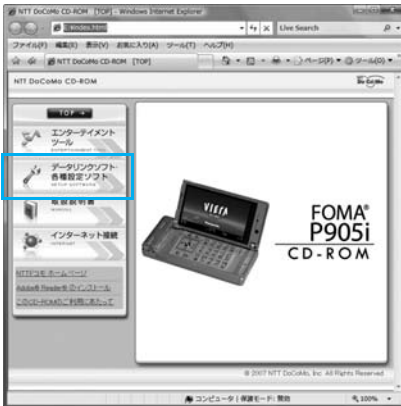 NTT DoCoMo CD-ROM [TOP] - Windows Internet Explorer
E:¥index.html
Live Search
ファイル(F) 編集(E) 表示(V) お気に入り(A) ツール(T) ヘルプ(H)
NTT DoCoMo CD-ROM [TOP]
ページ(P) ツール(O)
NTT DoCoMo CD-ROM
TOP
エンターテイメント
ツール
データリンクソフト・
各種設定ソフト
SETUP SOFTWARE
取扱説明書
MANUAL
インターネット接続
INTERNET
NTTドコモ ホームページ
Adobe® Reader® のインストール
このCD-ROMのご利用にあたって
VIERA
FOMA®
P905i
CD-ROM
© 2007 NTT DoCoMo, Inc. All Rights Reserved.
コンピュータ | 保護モード: 無効
100%